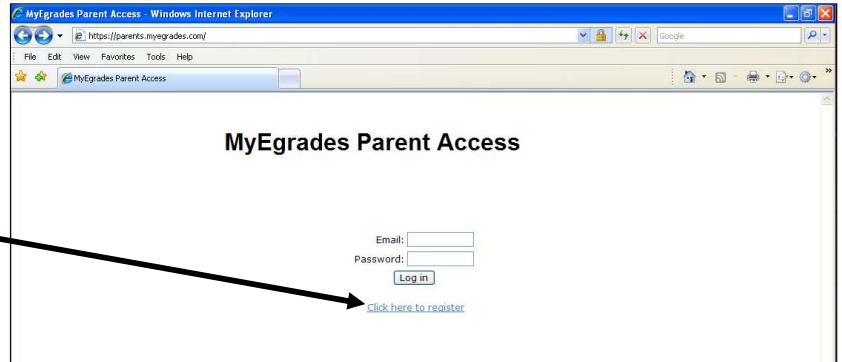 MyEgrades Parent Access - Windows Internet Explorer
https://parents.myegrades.com/
Google
File Edit View Favorites Tools Help
MyEgrades Parent Access
MyEgrades Parent Access
Email:
Password:
Log in
Click here to register